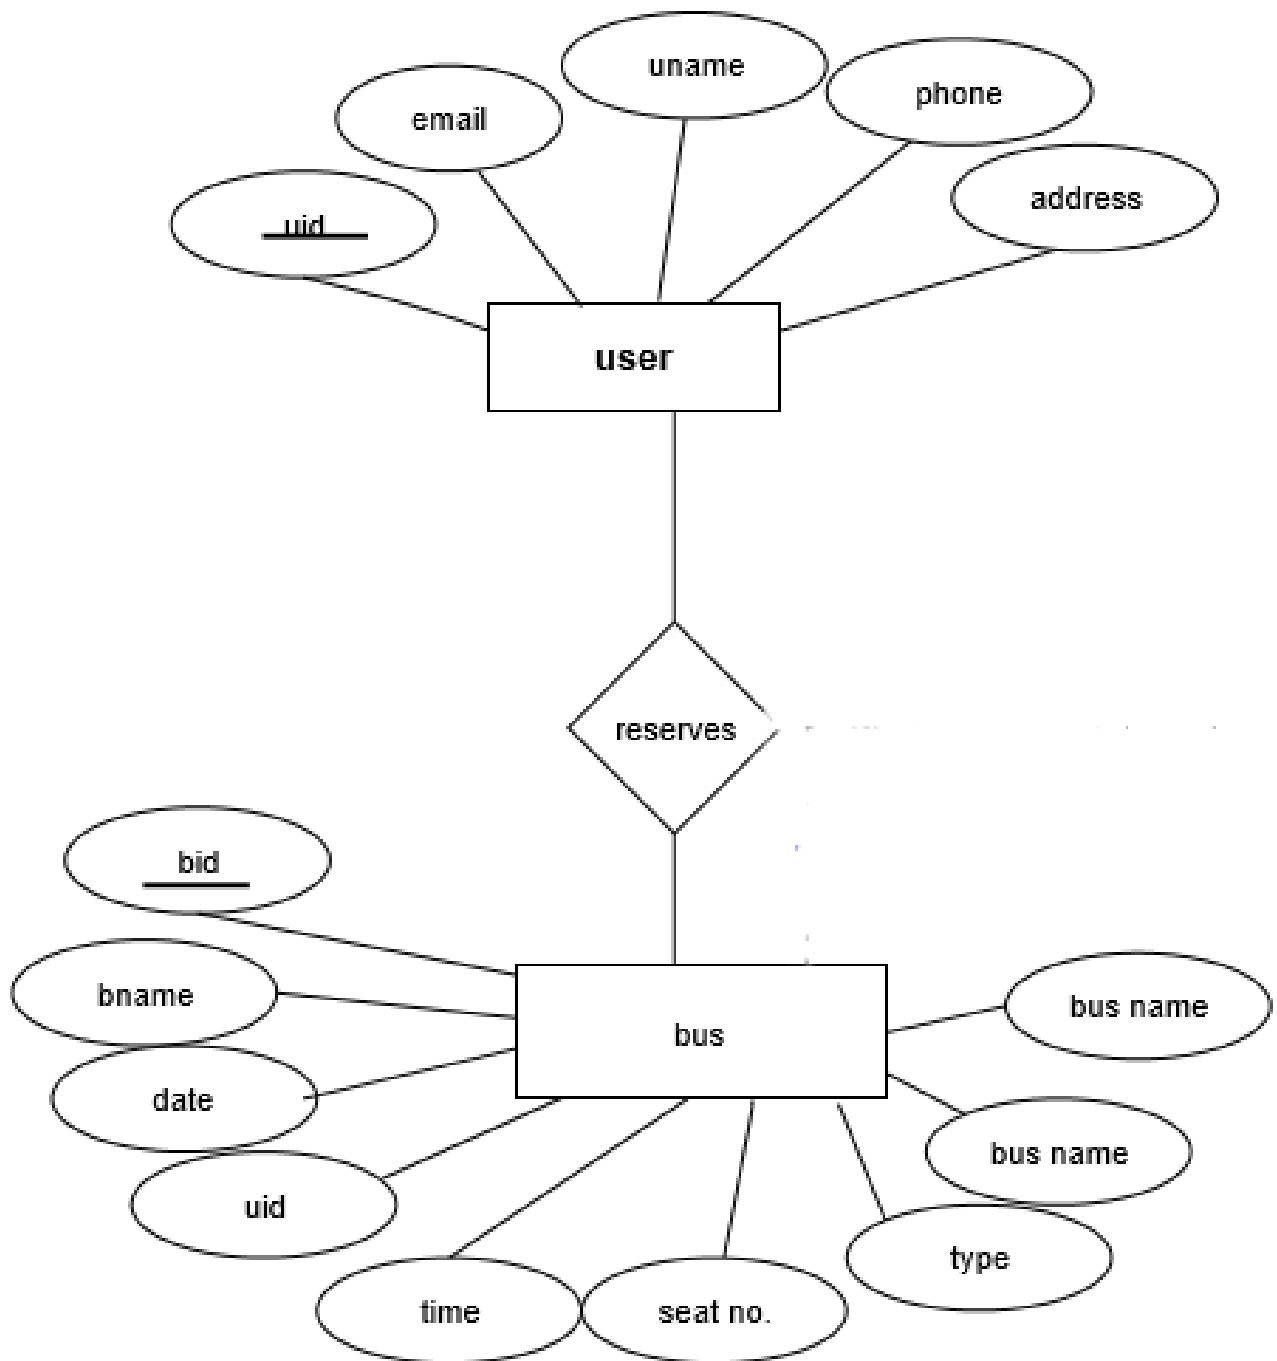 uname
phone
email
address
uid
user
reserves
bid
bname
bus name
bus
date
bus name
uid
type
time
seat no.